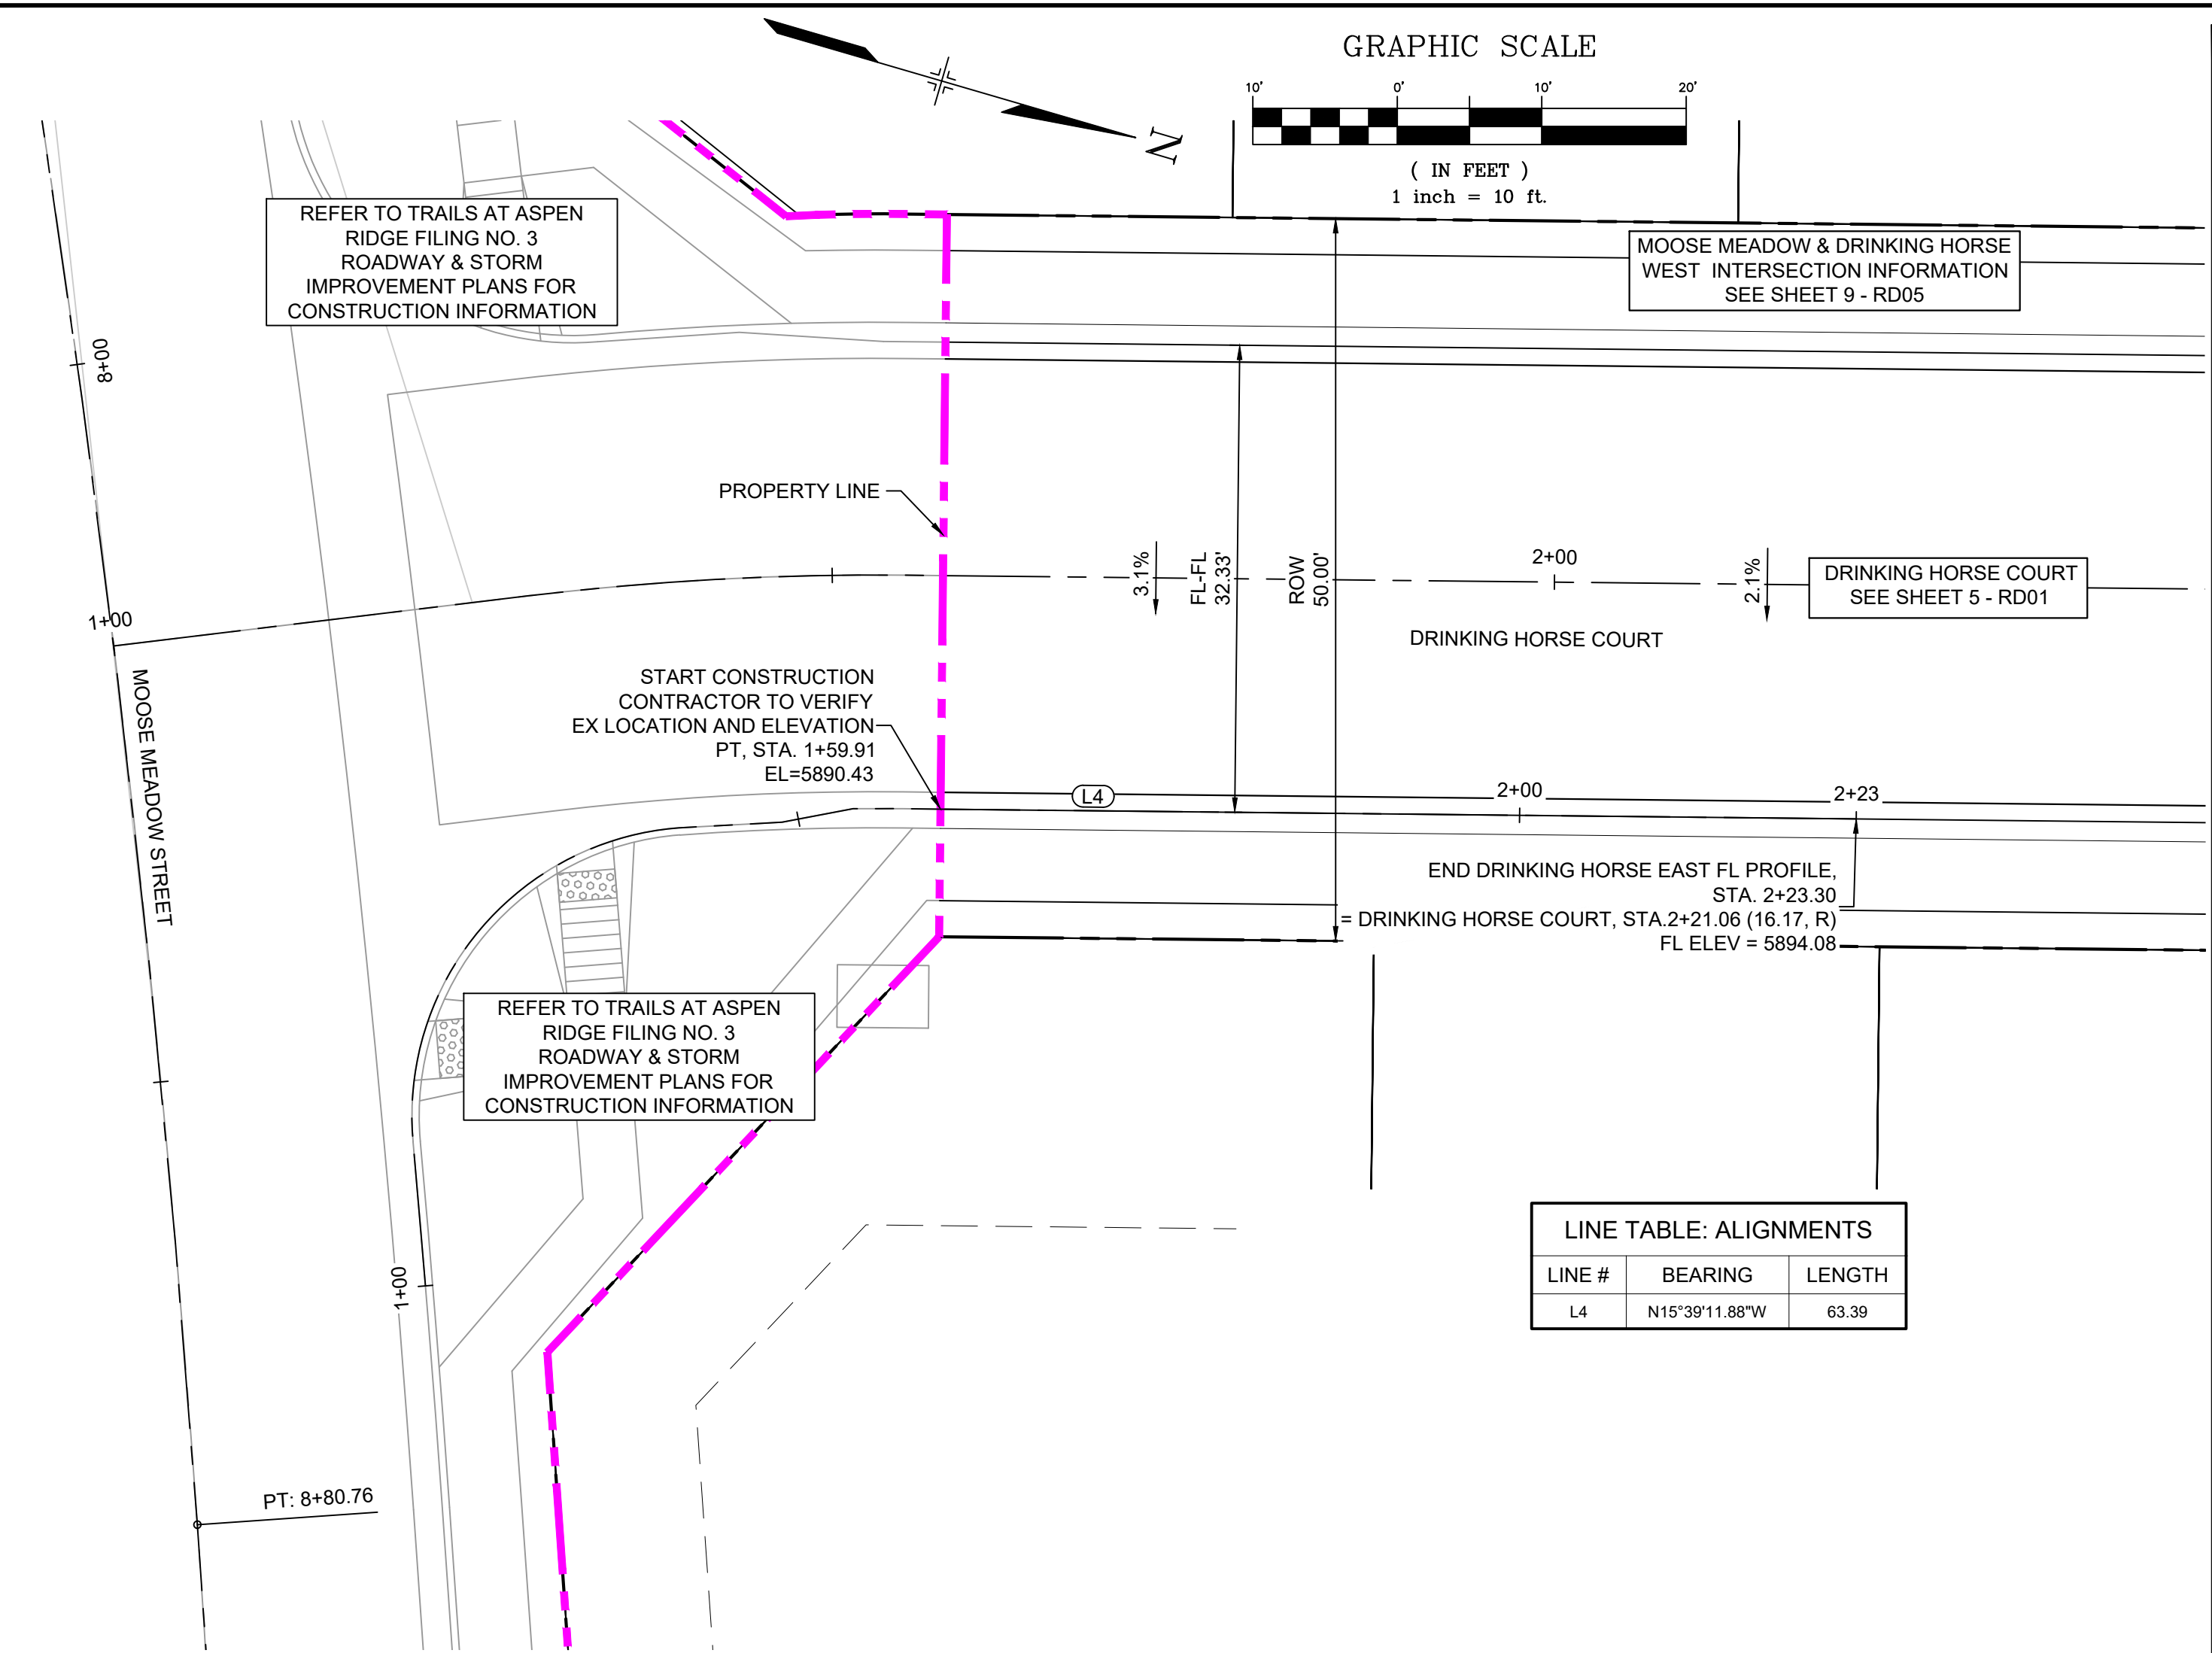 GRAPHIC SCALE
10'
0'
10'
20'
( IN FEET )
1 inch = 10 ft.
N
REFER TO TRAILS AT ASPEN
RIDGE FILING NO. 3
ROADWAY & STORM
IMPROVEMENT PLANS FOR
CONSTRUCTION INFORMATION
MOOSE MEADOW & DRINKING HORSE
WEST INTERSECTION INFORMATION
SEE SHEET 9 - RD05
8+00
PROPERTY LINE
3.1%
FL-FL
32.33'
ROW
50.00'
2+00
2.1%
DRINKING HORSE COURT
SEE SHEET 5 - RD01
DRINKING HORSE COURT
1+00
MOOSE MEADOW STREET
START CONSTRUCTION
CONTRACTOR TO VERIFY
EX LOCATION AND ELEVATION
PT, STA. 1+59.91
EL=5890.43
L4
2+00
2+23
END DRINKING HORSE EAST FL PROFILE,
STA. 2+23.30
= DRINKING HORSE COURT, STA.2+21.06 (16.17, R)
FL ELEV = 5894.08
REFER TO TRAILS AT ASPEN
RIDGE FILING NO. 3
ROADWAY & STORM
IMPROVEMENT PLANS FOR
CONSTRUCTION INFORMATION
1+00
PT: 8+80.76
LINE TABLE: ALIGNMENTS
LINE # BEARING LENGTH
L4 N15°39'11.88"W 63.39